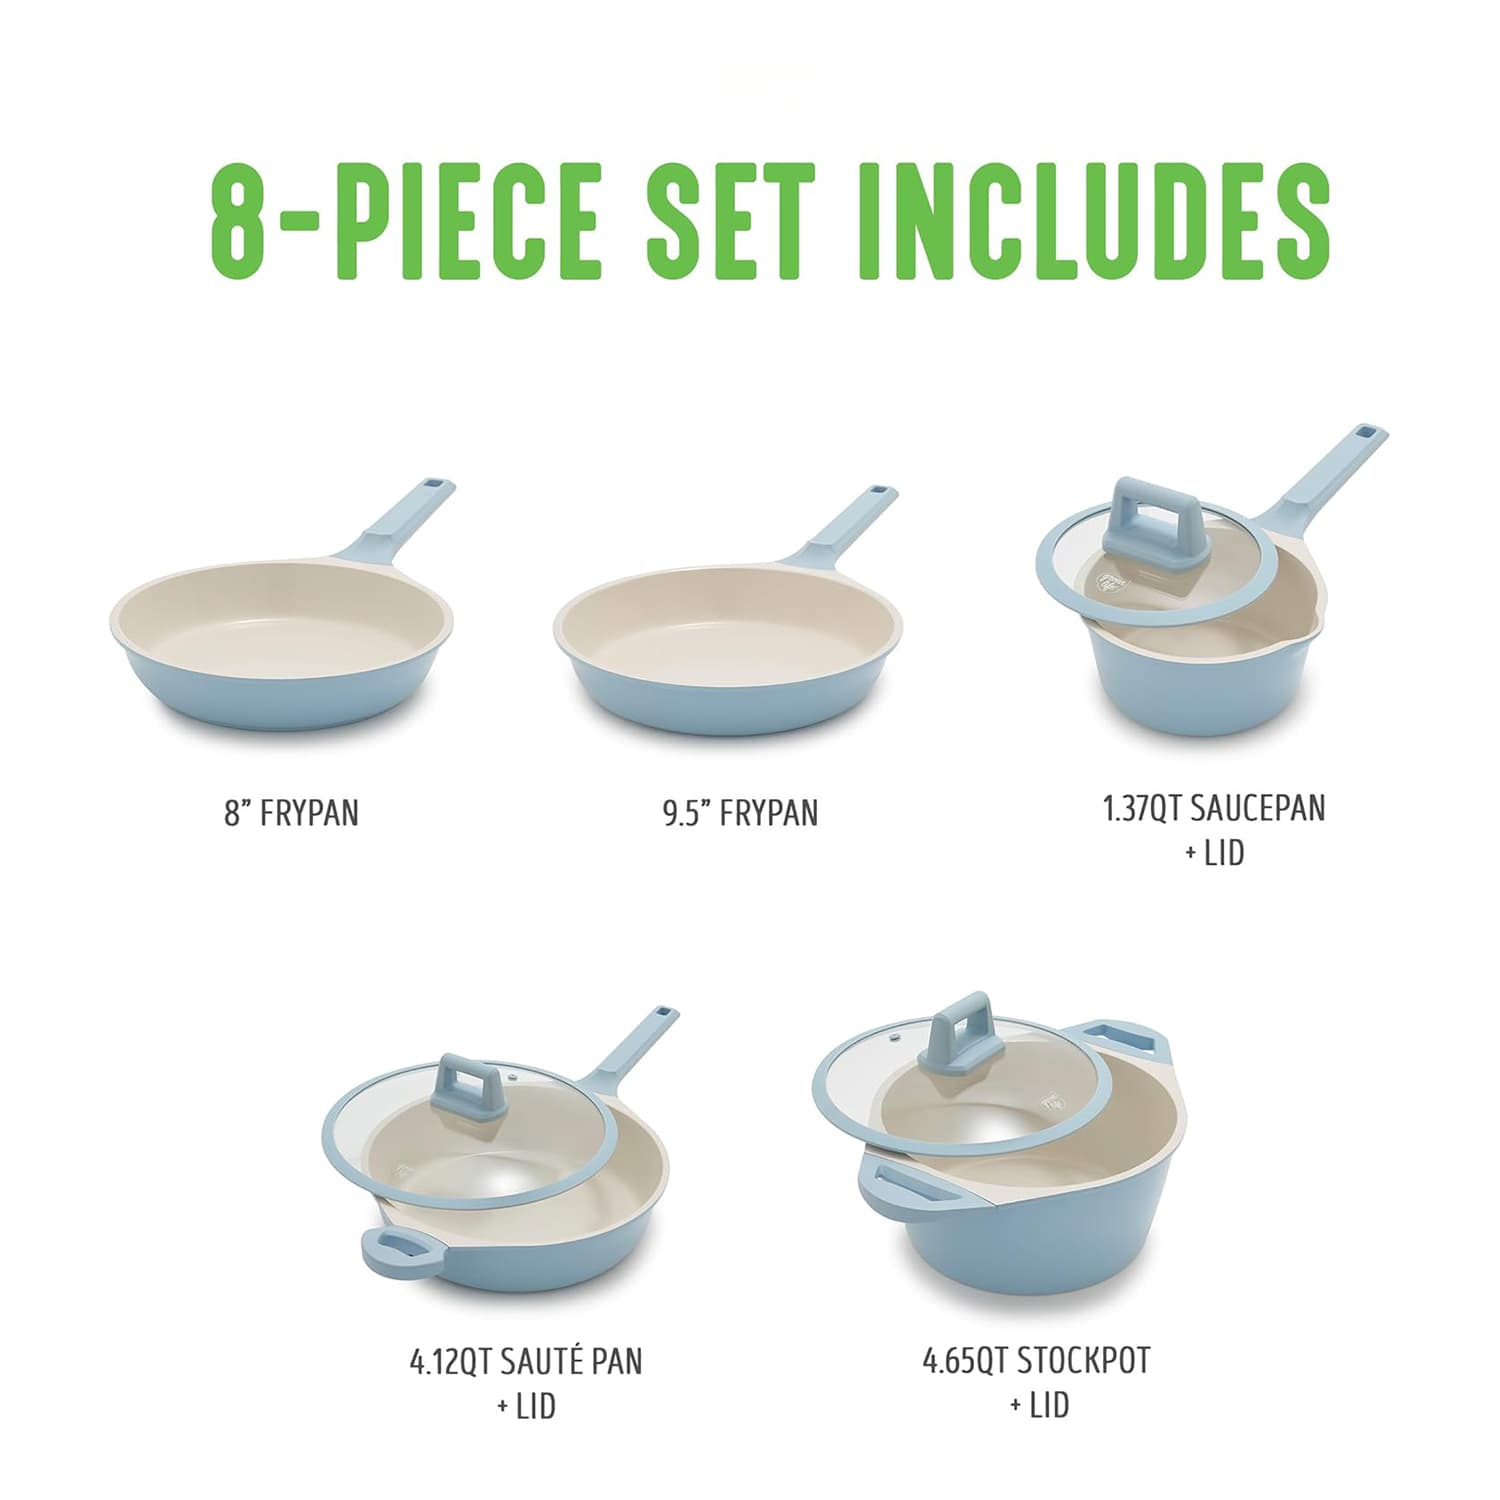 8-PIECE SET INCLUDES
8” FRYPAN
9.5” FRYPAN
1.37QT SAUCEPAN
+ LID
4.12QT SAUTÉ PAN
+ LID
4.65QT STOCKPOT
+ LID